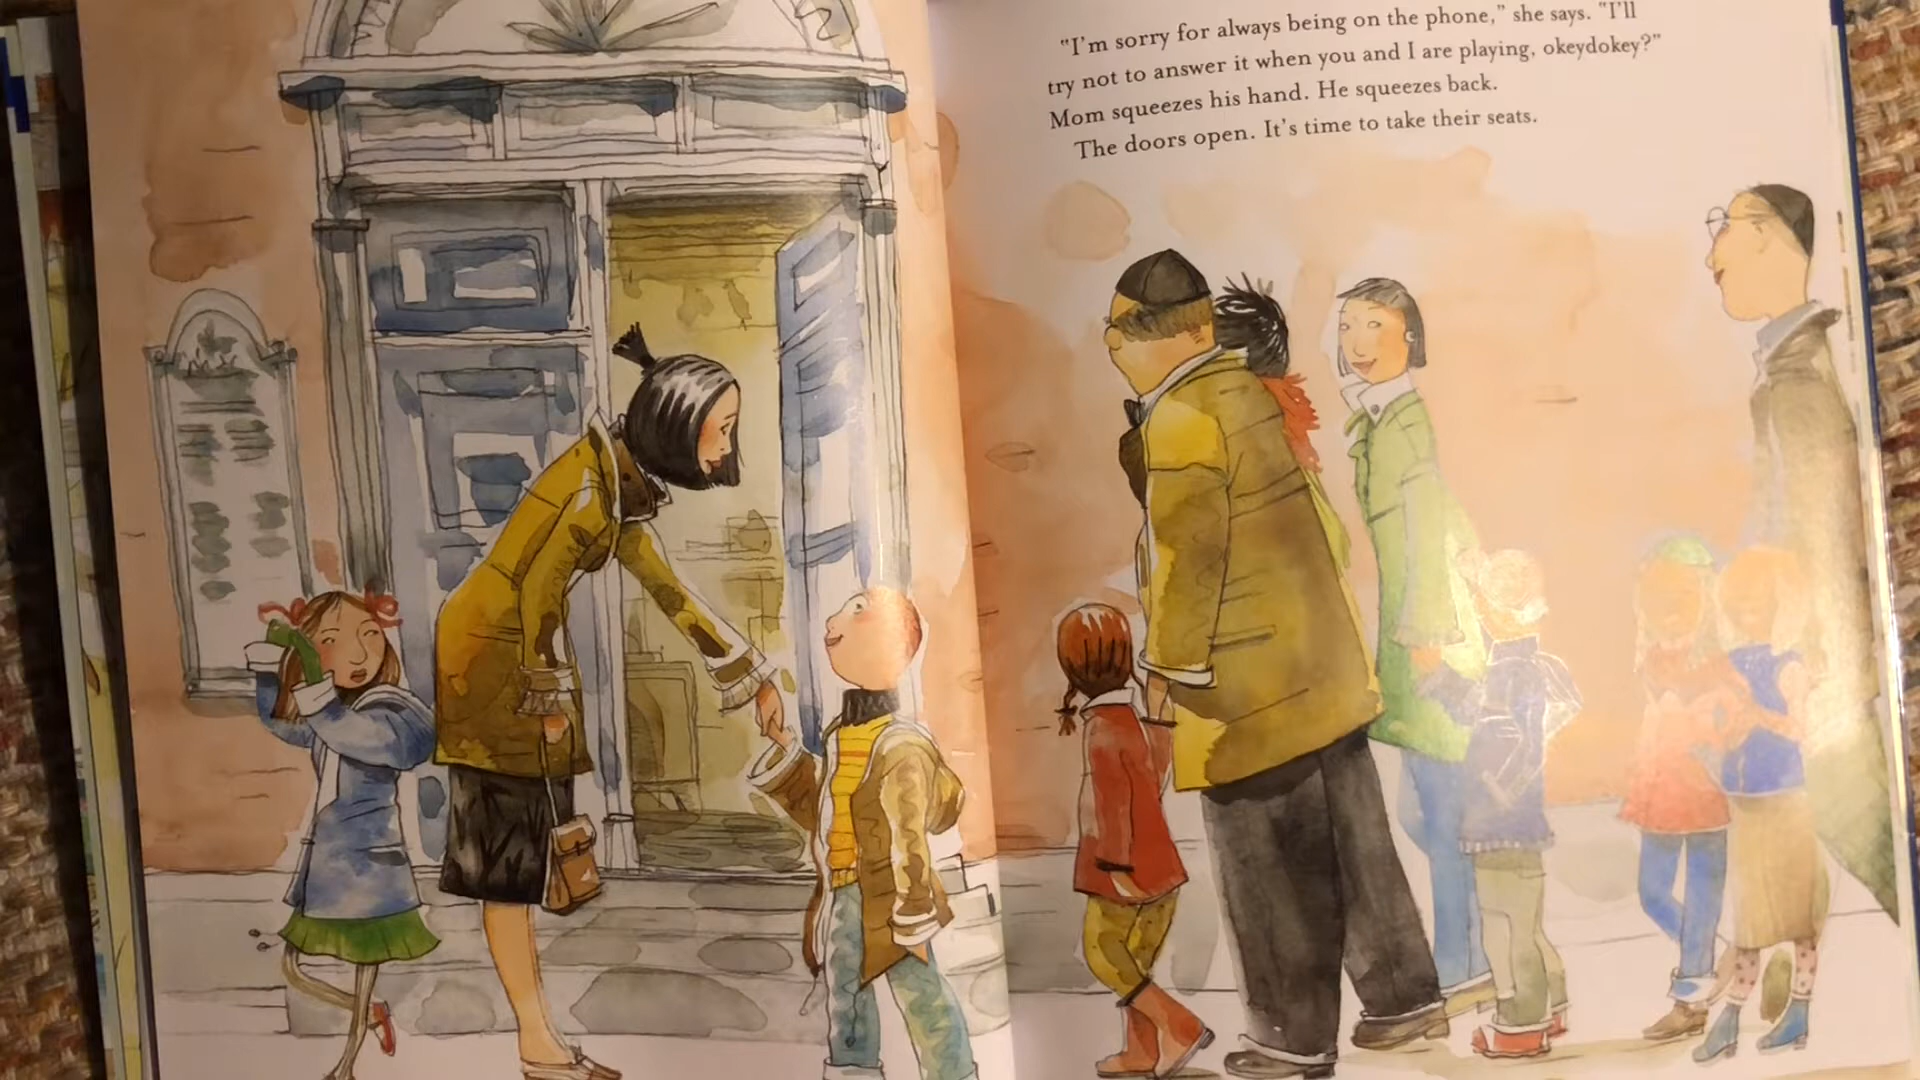 "I'm sorry for always being on the phone," she says. "I'll
try not to answer it when you and I are playing, okeydokey?"
Mom squeezes his hand. He squeezes back.
The doors open. It's time to take their seats.